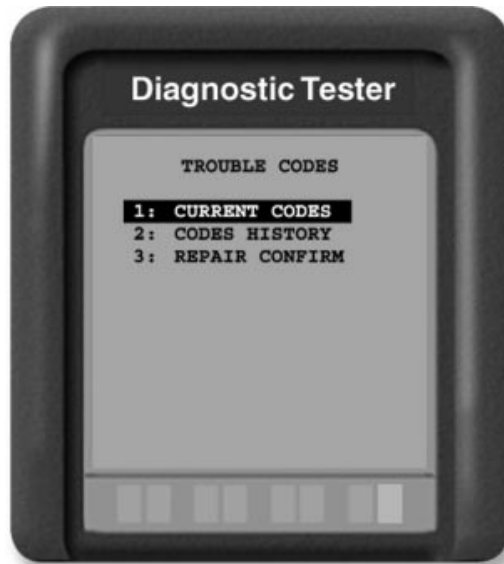 Diagnostic Tester
TROUBLE CODES
1: CURRENT CODES
2: CODES HISTORY
3: REPAIR CONFIRM